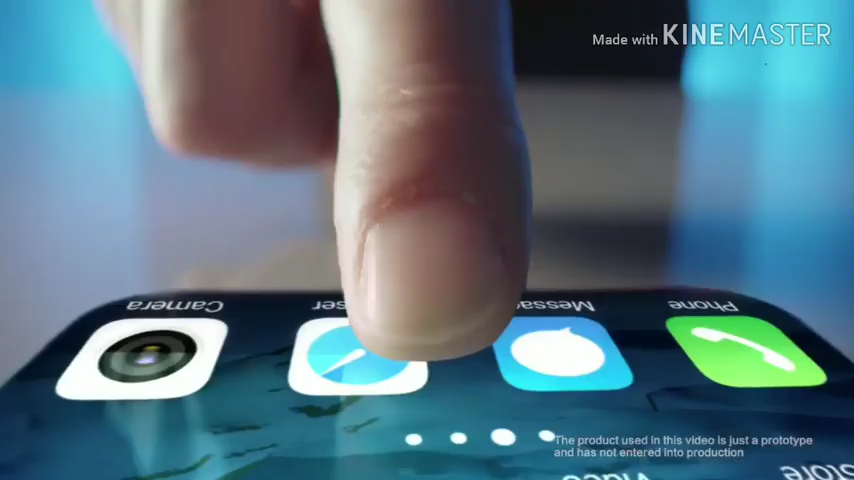 Made with KINEMASTER
Camera
Phone
The product used in this video is just a prototype
and has not entered into production
Video